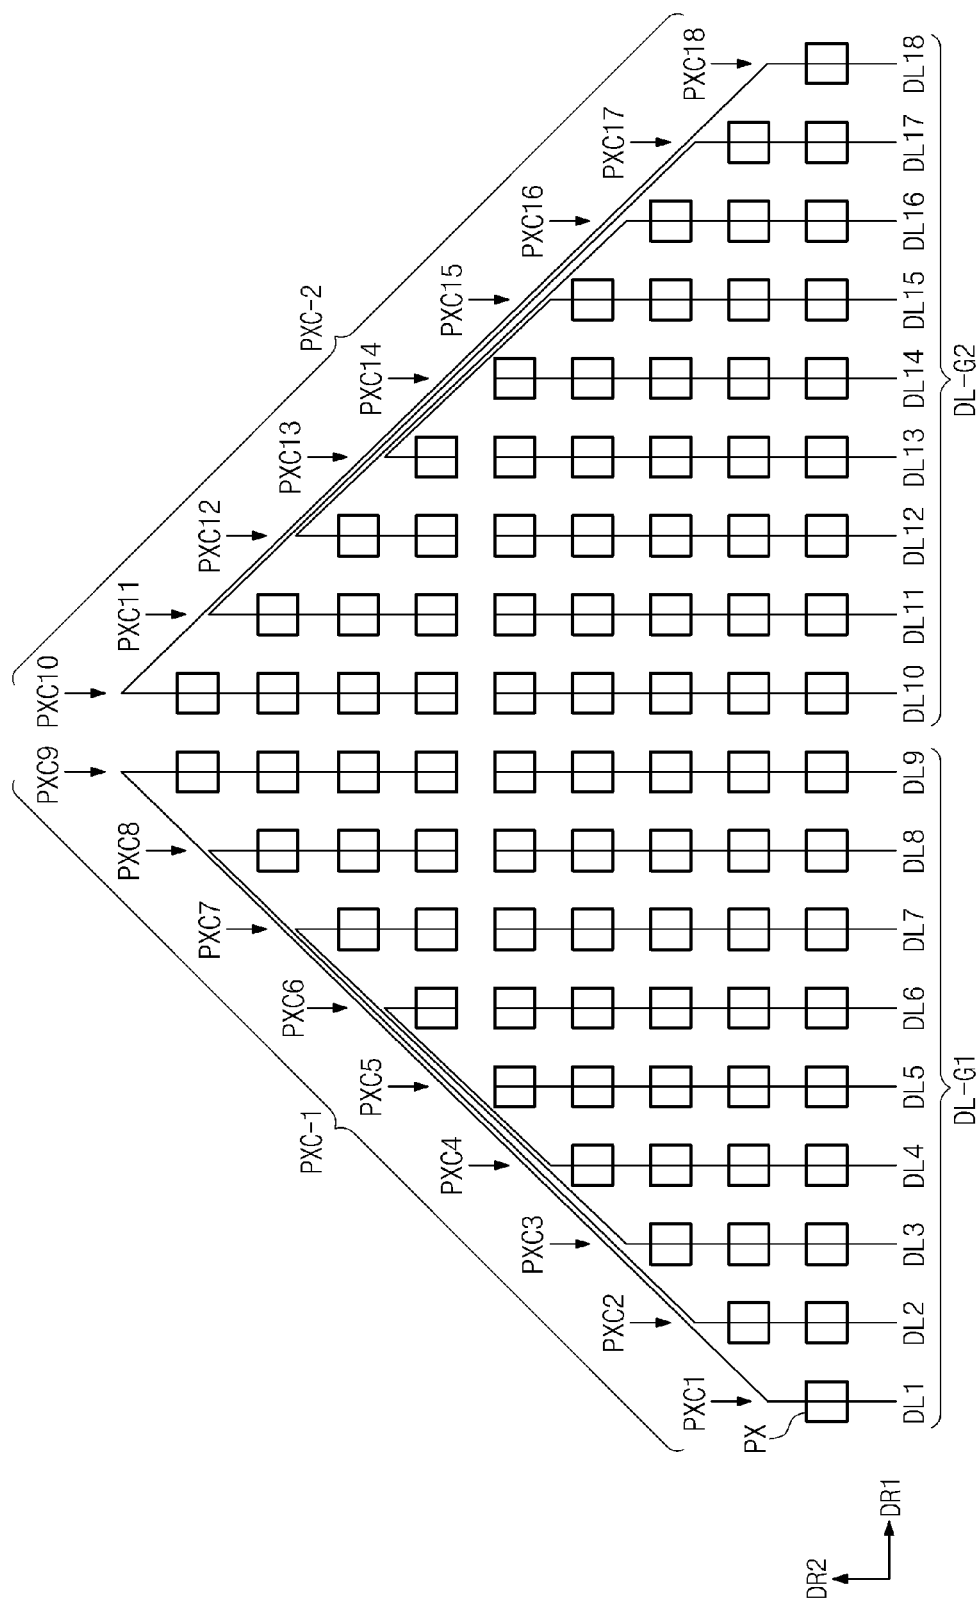 PXC10
PXC9
PXC11
PXC8
PXC12
PXC7
PXC-2
PXC13
PXC6
PXC14
PXC5
PXC-1
PXC15
PXC4
PXC16
PXC3
PXC17
PXC2
PXC18
PXC1
PX
DL1
DL2
DL3
DL4
DL5
DL6
DL7
DL8
DL9
DL10
DL11
DL12
DL13
DL14
DL15
DL16
DL17
DL18
DL-G1
DL-G2
DR2
DR1